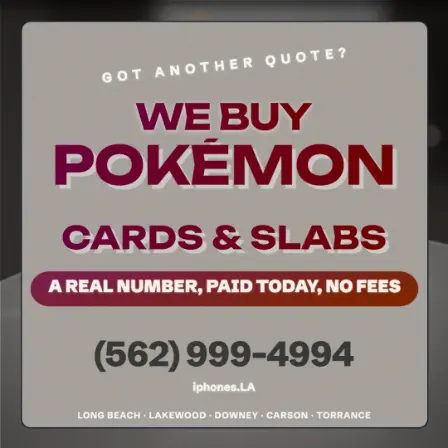 GOT ANOTHER QUOTE?
WE BUY
POKÉMON
CARDS & SLABS
A REAL NUMBER, PAID TODAY, NO FEES
(562) 999-4994
iphones.LA
LONG BEACH · LAKEWOOD · DOWNEY · CARSON · TORRANCE